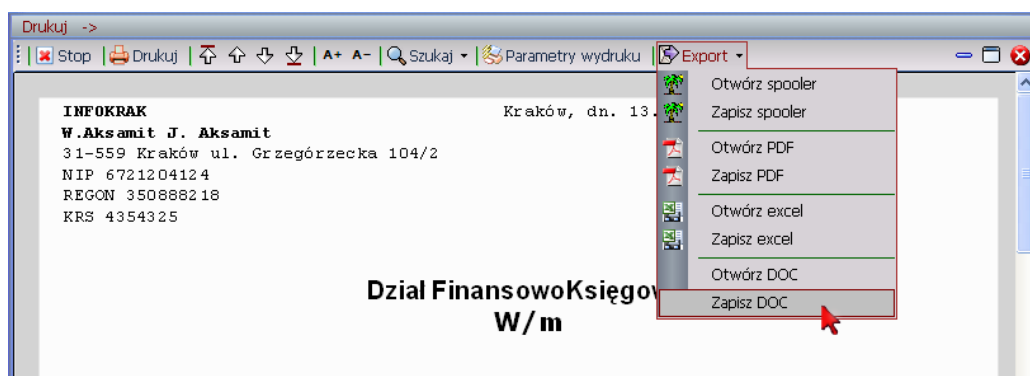 Drukuj ->
Stop Drukuj A+ A- Szukaj Parametry wydruku Export
INFOKRAK
Kraków, dn. 13.
W.Aksamit J. Aksamit
31-559 Kraków ul. Grzegórzecka 104/2
NIP 6721204124
REGON 350888218
KRS 4354325
Dział FinansowoKsięgow
W/m
Otwórz spooler
Zapisz spooler
Otwórz PDF
Zapisz PDF
Otwórz excel
Zapisz excel
Otwórz DOC
Zapisz DOC